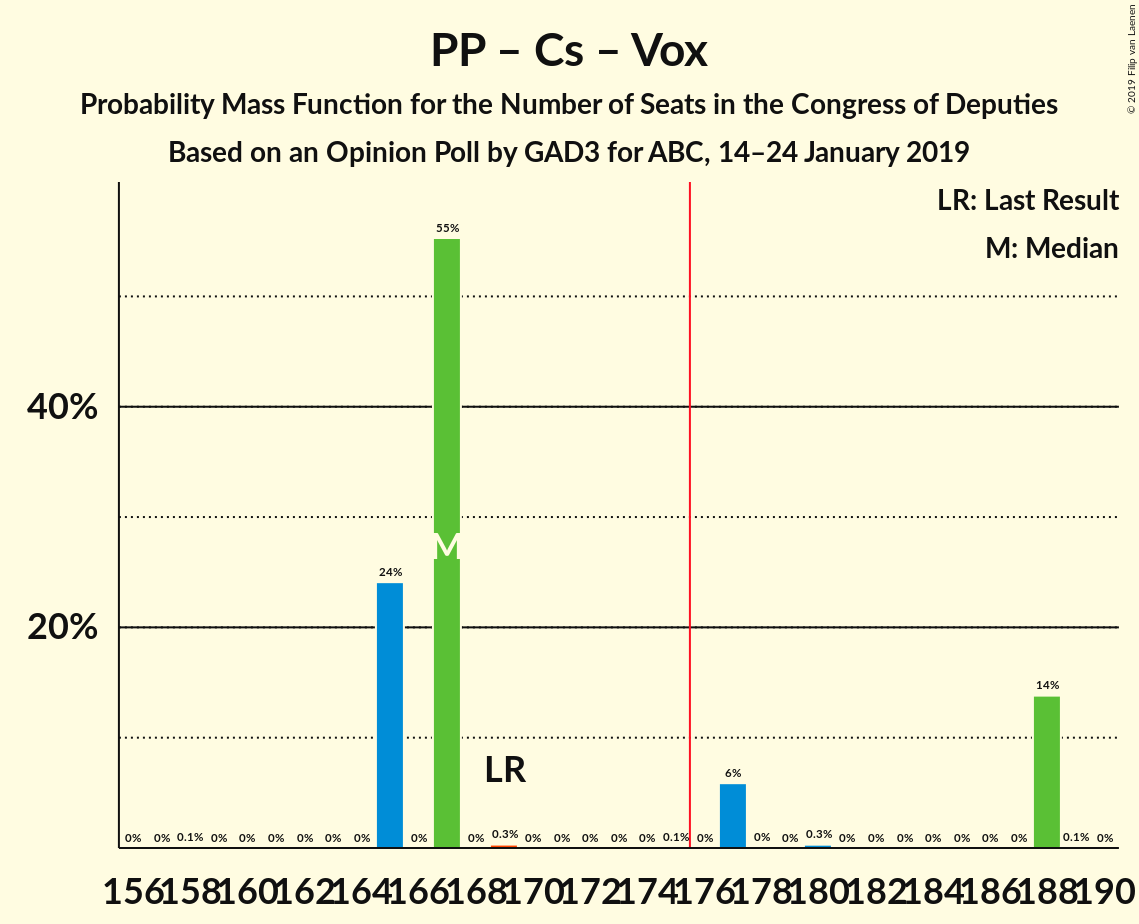 PP – Cs – Vox
Probability Mass Function for the Number of Seats in the Congress of Deputies
Based on an Opinion Poll by GAD3 for ABC, 14–24 January 2019
© 2019 Filip van Laenen
LR: Last Result
M: Median
55%
40%
24%
M
20%
14%
LR
6%
0% 0% 0.1% 0% 0% 0% 0% 0% 0% 0% 0% 0.3% 0% 0% 0% 0% 0% 0.1% 0% 0% 0% 0.3% 0% 0% 0% 0% 0% 0% 0% 0.1% 0%
156 158 160 162 164 166 168 170 172 174 176 178 180 182 184 186 188 190